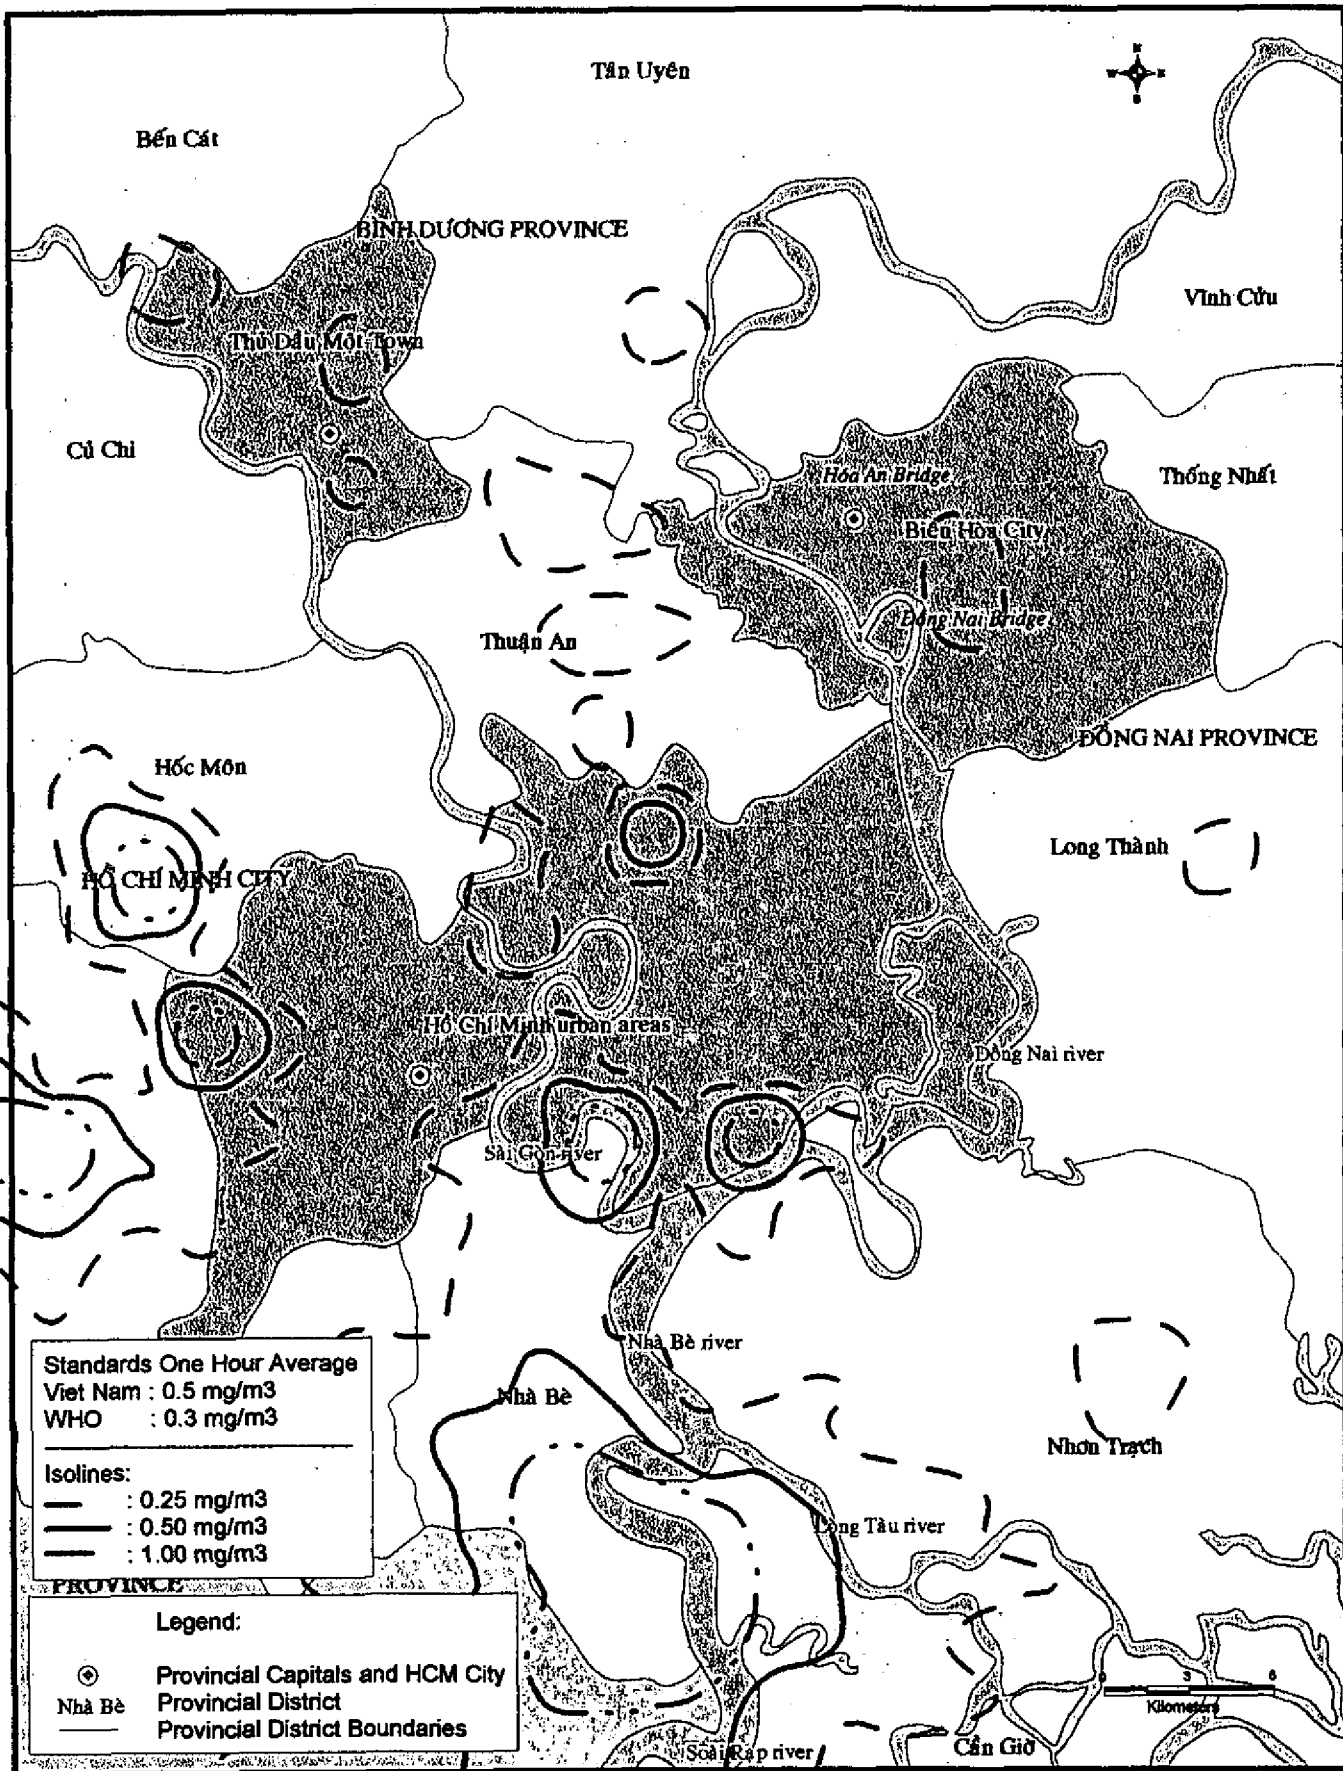 Tân Uyên
N
W E
S
Bến Cát
BÌNH DƯƠNG PROVINCE
Vĩnh Cửu
Thủ Dầu Một Town
Củ Chi
Hóa An Bridge
Thống Nhất
Biên Hòa City
Đồng Nai Bridge
Thuận An
ĐỒNG NAI PROVINCE
Hốc Môn
Long Thành
HỒ CHÍ MINH CITY
Hồ Chí Minh urban areas
Đồng Nai river
Sài Gòn river
Nhà Bè river
Standards One Hour Average
Viet Nam : 0.5 mg/m3
WHO : 0.3 mg/m3
Isolines:
: 0.25 mg/m3
: 0.50 mg/m3
: 1.00 mg/m3
Nhà Bè
Nhơn Trạch
Long Tàu river
PROVINCE
Legend:
Provincial Capitals and HCM City
Nhà Bè Provincial District
Provincial District Boundaries
0 3 6
Kilometers
Soài Rạp river
Cần Giờ